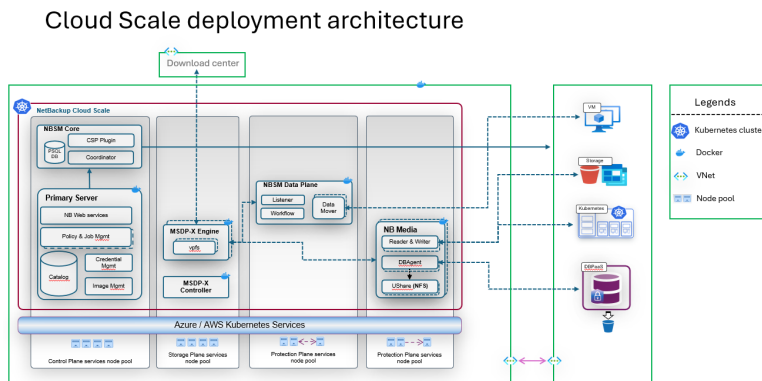 Cloud Scale deployment architecture
Download center
NetBackup Cloud Scale
NBSM Core
PSQL
DB
CSP Plugin
Coordinator
Primary Server
NB Web services
Policy & Job Mgmt
Catalog
Credential
Mgmt
Image Mgmt
MSDP-X Engine
vpfs
MSDP-X
Controller
NBSM Data Plane
Listener
Workflow
Data
Mover
NB Media
Reader & Writer
DBAgent
UShare (NFS)
Azure / AWS Kubernetes Services
Control Plane services node pool
Storage Plane services
node pool
Protection Plane services
node pool
Protection Plane services
node pool
VM
Storage
Kubernetes
DBPaaS
Legends
Kubernetes cluste
Docker
VNet
Node pool